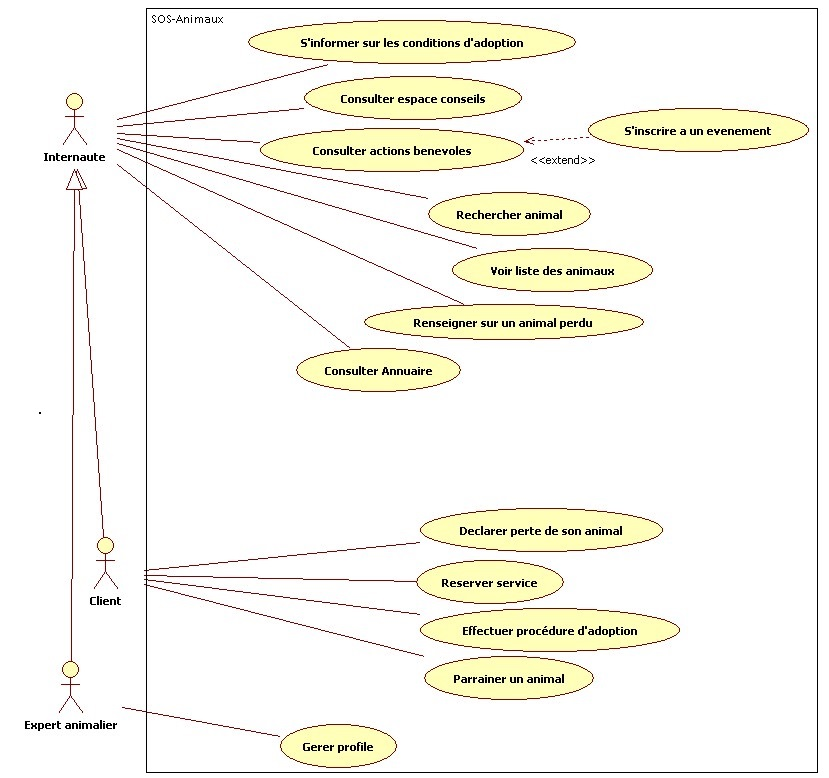 SOS-Animaux
S'informer sur les conditions d'adoption
Consulter espace conseils
S'inscrire a un evenement
Consulter actions benevoles
Internaute
<<extend>>
Rechercher animal
Voir liste des animaux
Renseigner sur un animal perdu
Consulter Annuaire
Declarer perte de son animal
Reserver service
Client
Effectuer procédure d'adoption
Parrainer un animal
Expert animalier
Gerer profile